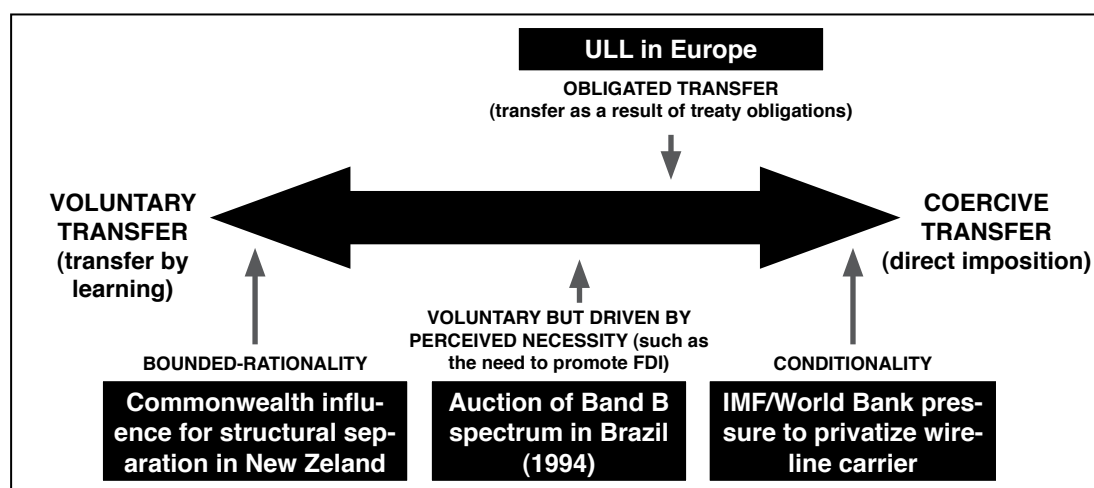 ULL in Europe
OBLIGATED TRANSFER
(transfer as a result of treaty obligations)
VOLUNTARY
TRANSFER
(transfer by
learning)
COERCIVE
TRANSFER
(direct imposition)
BOUNDED-RATIONALITY
Commonwealth influ-
ence for structural sep-
aration in New Zeland
VOLUNTARY BUT DRIVEN BY
PERCEIVED NECESSITY (such as
the need to promote FDI)
Auction of Band B
spectrum in Brazil
(1994)
CONDITIONALITY
IMF/World Bank pres-
sure to privatize wire-
line carrier